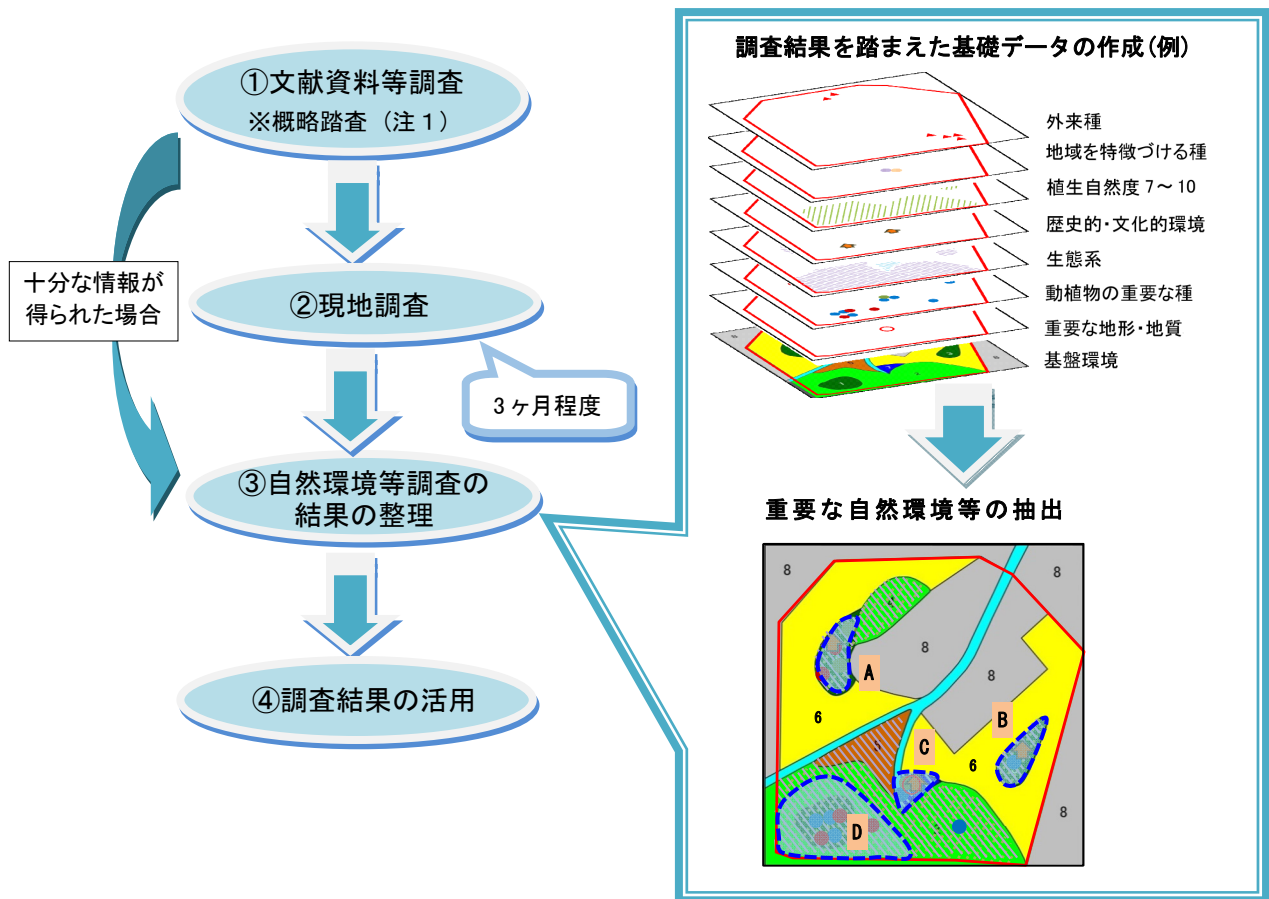 ①文献資料等調査
※概略踏査（注１）
十分な情報が
得られた場合
②現地調査
３ヶ月程度
③自然環境等調査の
結果の整理
④調査結果の活用
調査結果を踏まえた基礎データの作成(例)
外来種
地域を特徴づける種
植生自然度 7～10
歴史的・文化的環境
生態系
動植物の重要な種
重要な地形・地質
基盤環境
重要な自然環境等の抽出
8
8
8
A
8
6
B
C
6
8
D